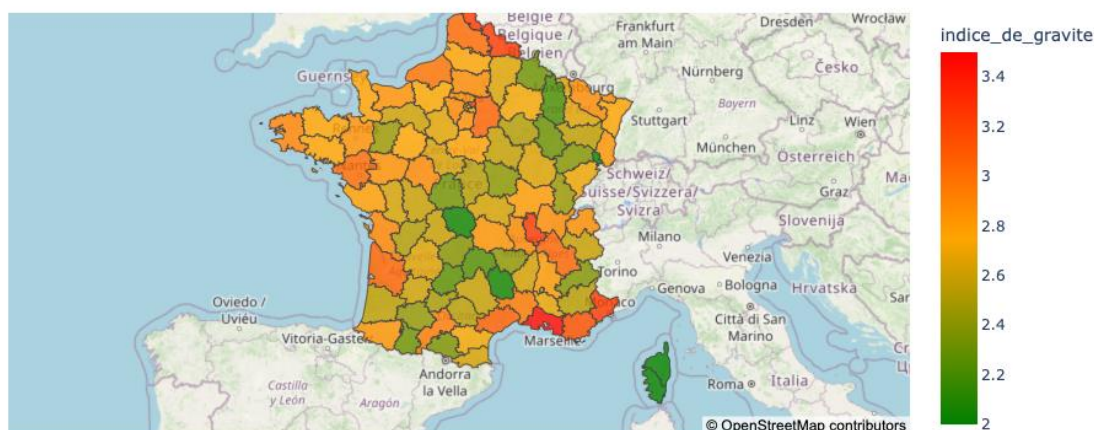 België /
Belgique /
Belgien
Frankfurt
am Main
Dresden
Wrocław
indice_de_gravite
Guernsey
Luxembourg
Nürnberg
Česko
Bayern
Stuttgart
Linz
Wien
München
Österreich
Schweiz/
Suisse/Svizzera/
Svizra
Graz
Slovenija
Milano
Venezia
Torino
Genova
Bologna
Hrvatska
Oviedo /
Uviéu
Città di San
Marino
Marseille
Vitoria-Gasteiz
Andorra
la Vella
Roma
Italia
Castilla
y León
Aragón
© OpenStreetMap contributors
3.4
3.2
3
2.8
2.6
2.4
2.2
2